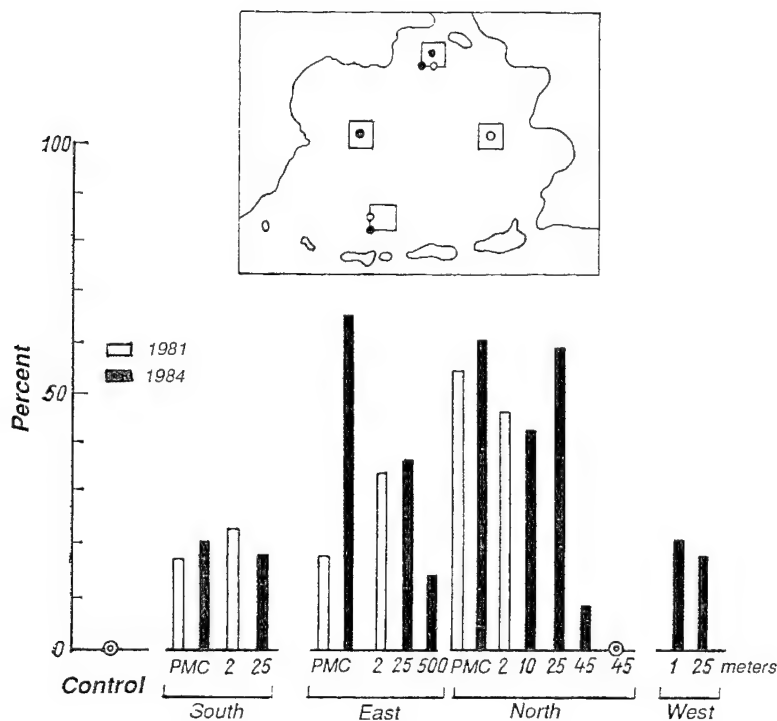 100
1981
1984
50
Percent
0
PMC 2 25 PMC 2 25 500 PMC 2 10 25 45 45 1 25 meters
Control
South East North West